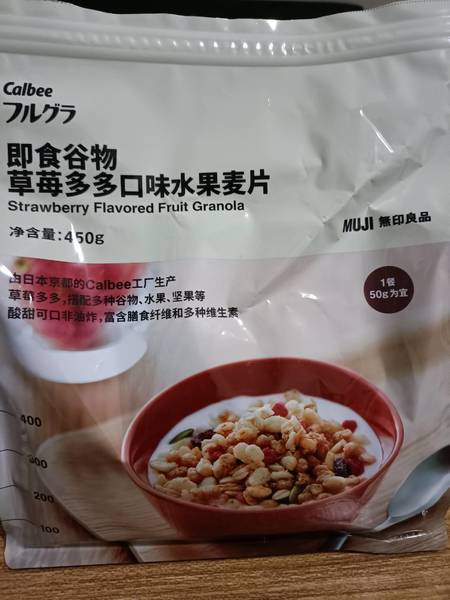 Calbee
フルグラ
即食谷物
草莓多多口味水果麦片
Strawberry Flavored Fruit Granola
净含量:450g
MUJI 無印良品
由日本京都的Calbee工厂生产
草莓多多,搭配多种谷物、水果、坚果等
酸甜可口非油炸,富含膳食纤维和多种维生素
1餐
50g为宜
400
300
200
100